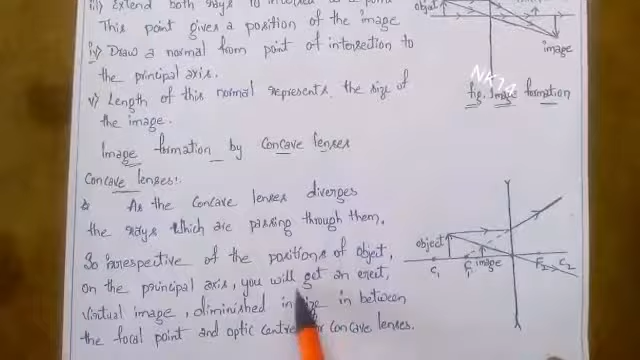 iii) Extend both rays to intersect at a point
This point gives a position of the image
iv) Draw a normal from point of intersection to
the principal axis.
v) Length of this normal represents the size of
the image.
object
image
fig. Image formation
Image formation by Concave lenses
Concave lenses:
As the Concave lenses diverges
the rays which are passing through them.
So irrespective of the positions of object,
on the principal axis, you will get an erect,
virtual image, diminished in size in between
the focal point and optic centre for concave lenses.
object
C₁ F₁ image F₂ C₂